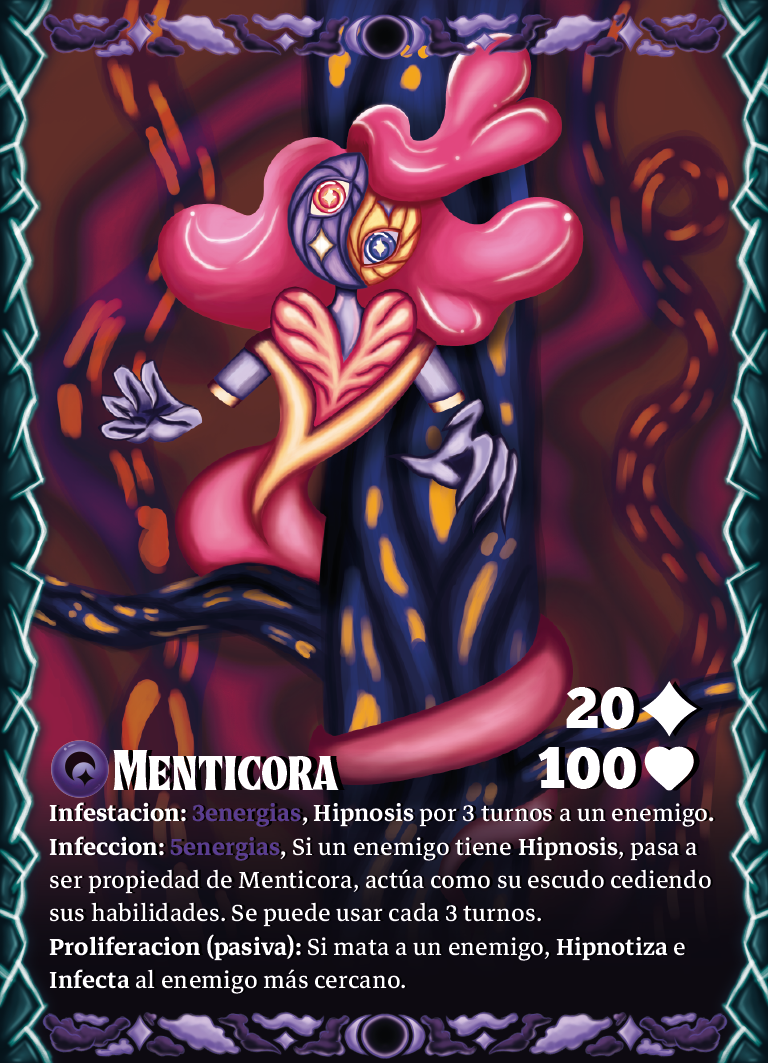 20
MENTICORA 100
Infestacion: 3energias, Hipnosis por 3 turnos a un enemigo.
Infeccion: 5energias, Si un enemigo tiene Hipnosis, pasa a
ser propiedad de Menticora, actúa como su escudo cediendo
sus habilidades. Se puede usar cada 3 turnos.
Proliferacion (pasiva): Si mata a un enemigo, Hipnotiza e
Infecta al enemigo más cercano.